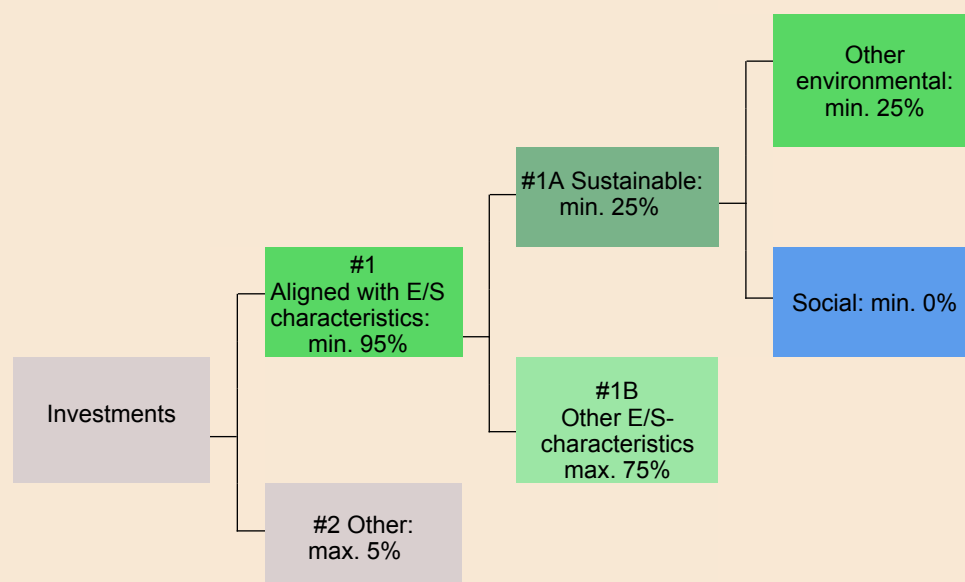 Investments
#1
Aligned with E/S
characteristics:
min. 95%
#2 Other:
max. 5%
#1A Sustainable:
min. 25%
#1B
Other E/S-
characteristics
max. 75%
Other
environmental:
min. 25%
Social: min. 0%